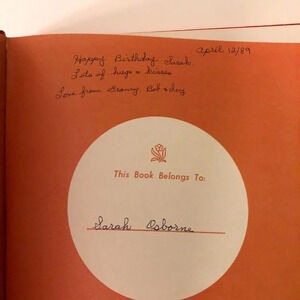 April 12/89
Happy Birthday Sarah.
Lots of hugs & kisses
Love from Granny, Bob &
This Book Belongs To:
Sarah Osborne